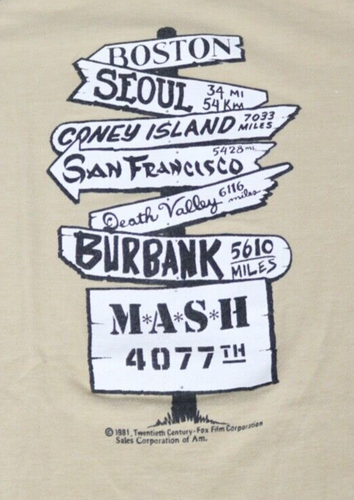 BOSTON
SEOUL 34 MI
54 Km
CONEY ISLAND 7033
MILES
SAN FRANCISCO 5428 MI
Death Valley 6116
miles
BURBANK 5610
MILES
M*A*S*H
4077TH
© 1981, Twentieth Century-Fox Film Corporation
Sales Corporation of Am.